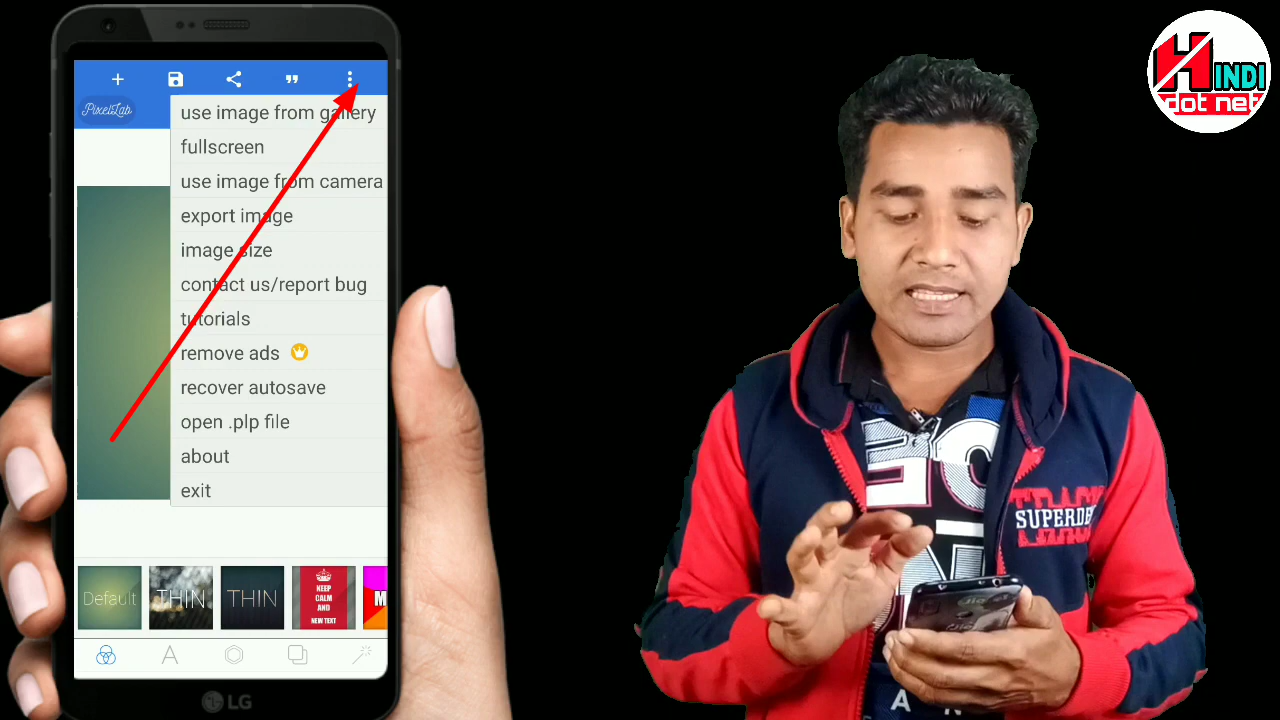 PixelLab
use image from gallery
fullscreen
use image from camera
export image
image size
contact us/report bug
tutorials
remove ads
recover autosave
open .plp file
about
exit
Default
THIN
THIN
KEEP
CALM
AND
NEW TEXT
M
LG
HINDI
dot net
SUPERDR